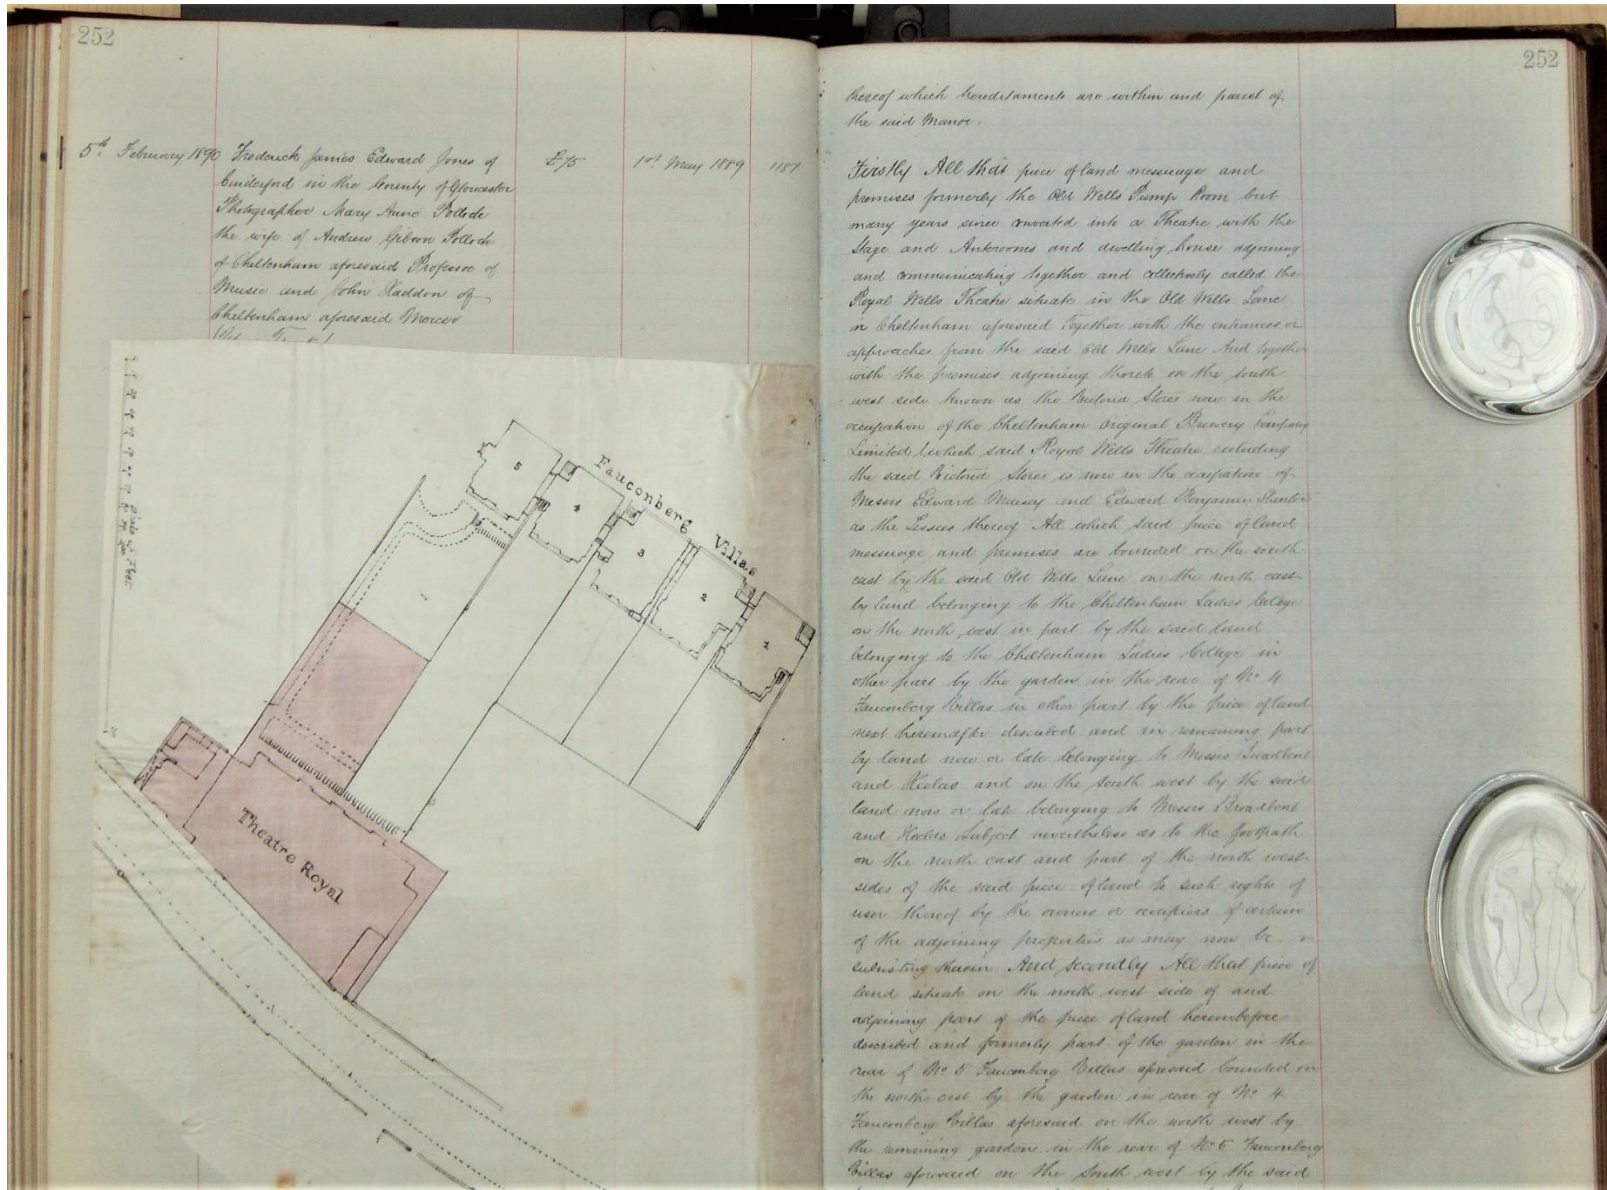 252
5th February 1890
Frederick James Edward Jones of
Cinderford in the County of Gloucester
Photographer Mary Anne Pollock
the wife of Andrew Gibson Pollock
of Cheltenham aforesaid Professor of
Music and John Haddon of
Cheltenham aforesaid Mercer
£75
1st May 1889
1187
Fauconberg Villas
5
4
3
2
1
Theatre Royal
252
thereof which hereditaments are within and parcel of
the said Manor.
Firstly All that piece of land messuage and
premises formerly the Old Wells Pump Room but
many years since converted into a Theatre with the
Stage and Anterooms and dwelling house adjoining
and communicating together and collectively called the
Royal Wells Theatre situate in the Old Wells Lane
in Cheltenham aforesaid Together with the entrances or
approaches from the said Old Wells Lane And together
with the premises adjoining thereto on the south
west side known as the Victoria Stores now in the
occupation of the Cheltenham Original Brewery Company
Limited (which said Royal Wells Theatre excluding
the said Victoria Stores is now in the occupation of
Messrs Edward and Edward Benjamin
as the Lessees thereof All which said piece of land
messuage and premises are bounded on the south
east by the said Old Wells Lane on the north east
by land belonging to the Cheltenham Ladies College
on the north west in part by the said land
belonging to the Cheltenham Ladies College in
other part by the garden in the rear of No 4
Fauconberg Villas in other part by the piece of land
next hereinafter described and in remaining part
by land now or late belonging to Messrs Broadbent
and and on the south west by the said
land now or late belonging to Messrs Broadbent
and Subject nevertheless as to the footpath
on the north east and part of the north west
sides of the said piece of land to such rights of
user thereof by the owners or occupiers of certain
of the adjoining properties as may now be
subsisting therein And secondly All that piece of
land situate on the north west side of and
adjoining part of the piece of land hereinbefore
described and formerly part of the garden in the
rear of No 5 Fauconberg Villas aforesaid bounded on
the north east by the garden in rear of No 4
Fauconberg Villas aforesaid on the north west by
the remaining garden in the rear of No 5 Fauconberg
Villas aforesaid on the south west by the said